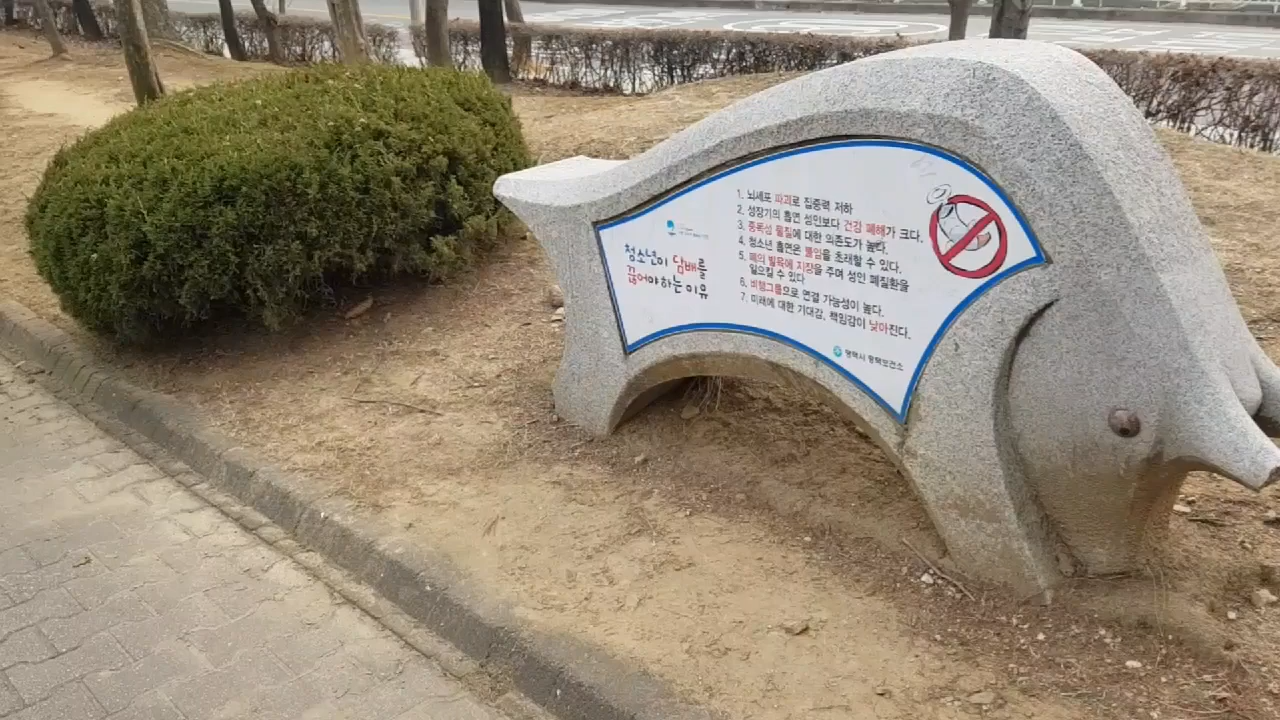 청소년이 담배를
끊어야 하는 이유
1. 뇌세포 파괴로 집중력 저하
2. 성장기의 흡연 성인보다 건강 폐해가 크다.
3. 중독성 물질에 대한 의존도가 높다.
4. 청소년 흡연은 불임을 초래할 수 있다.
5. 폐의 발육에 지장을 주며 성인 폐질환을
일으킬 수 있다
6. 비행그룹으로 연결 가능성이 높다.
7. 미래에 대한 기대감, 책임감이 낮아진다.
평택시 평택보건소